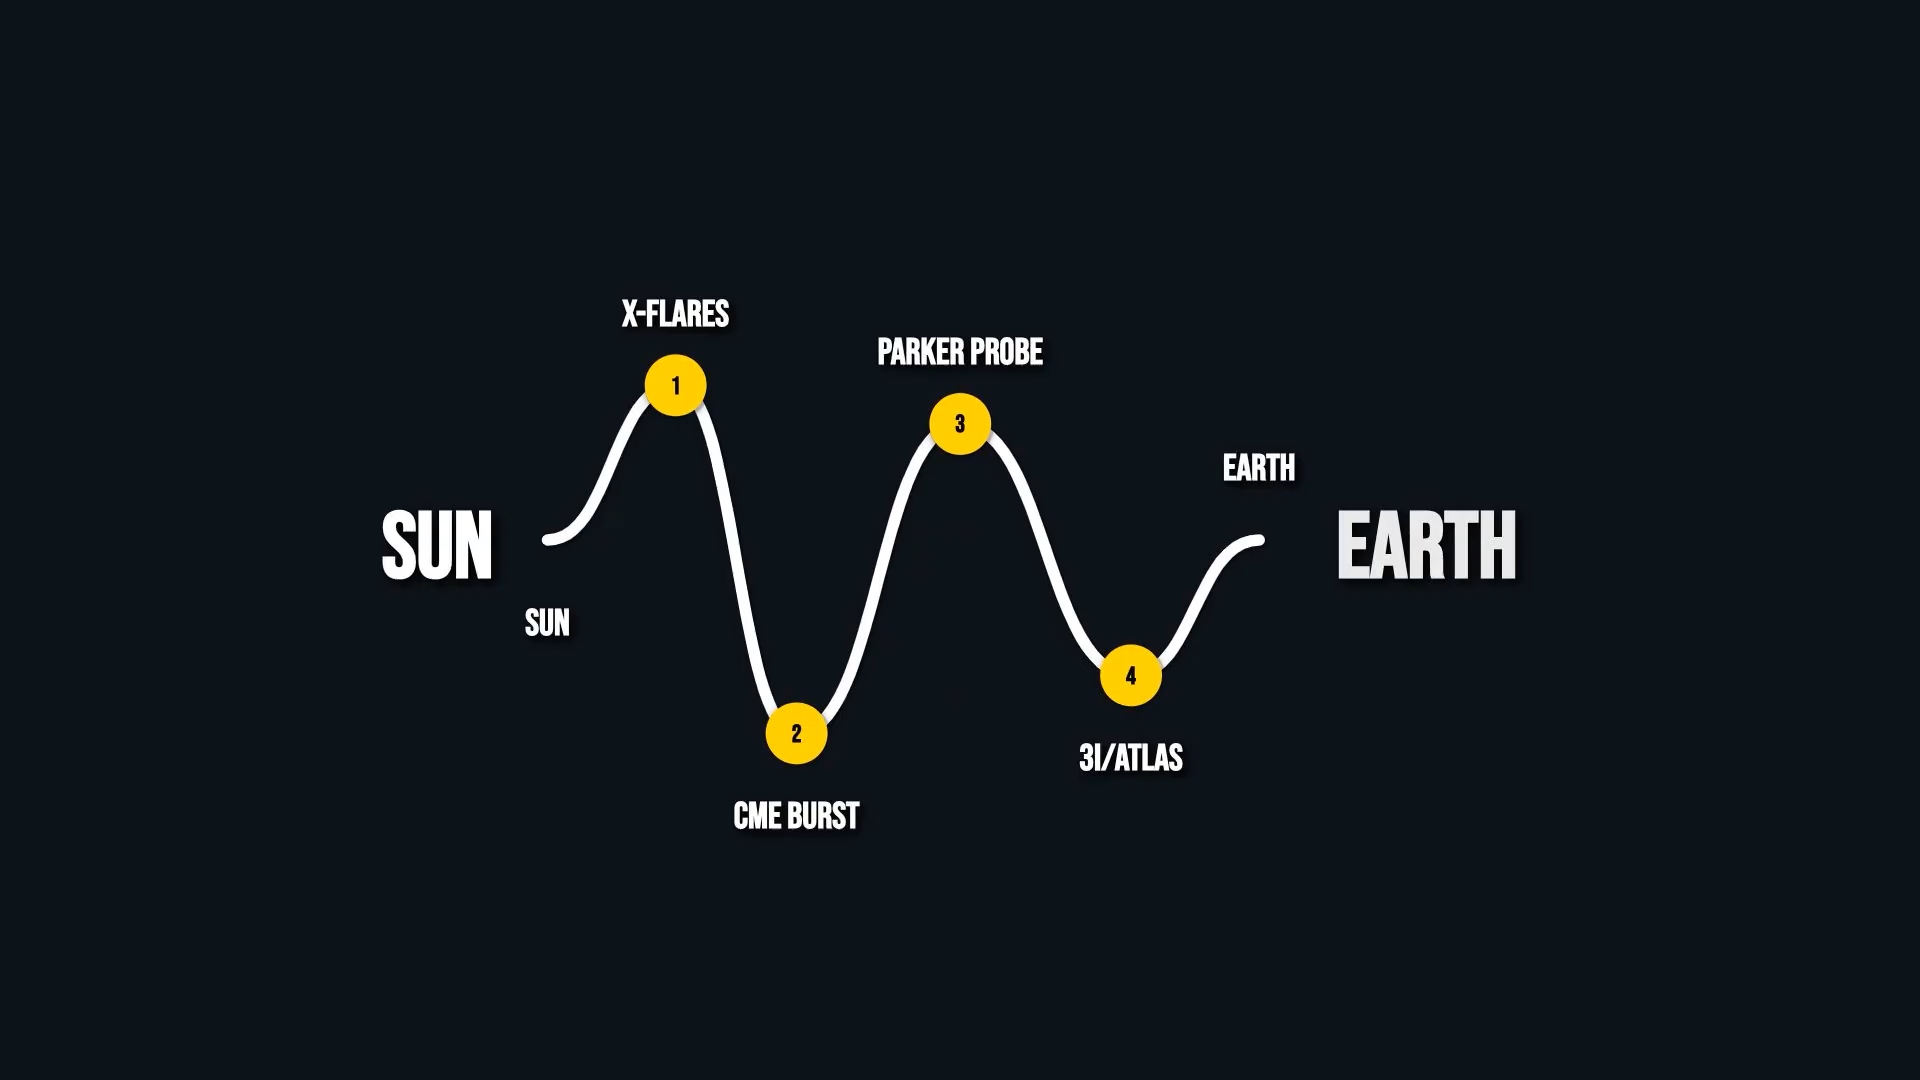 X-FLARES
1
PARKER PROBE
3
EARTH
SUN
EARTH
SUN
4
2
3I/ATLAS
CME BURST